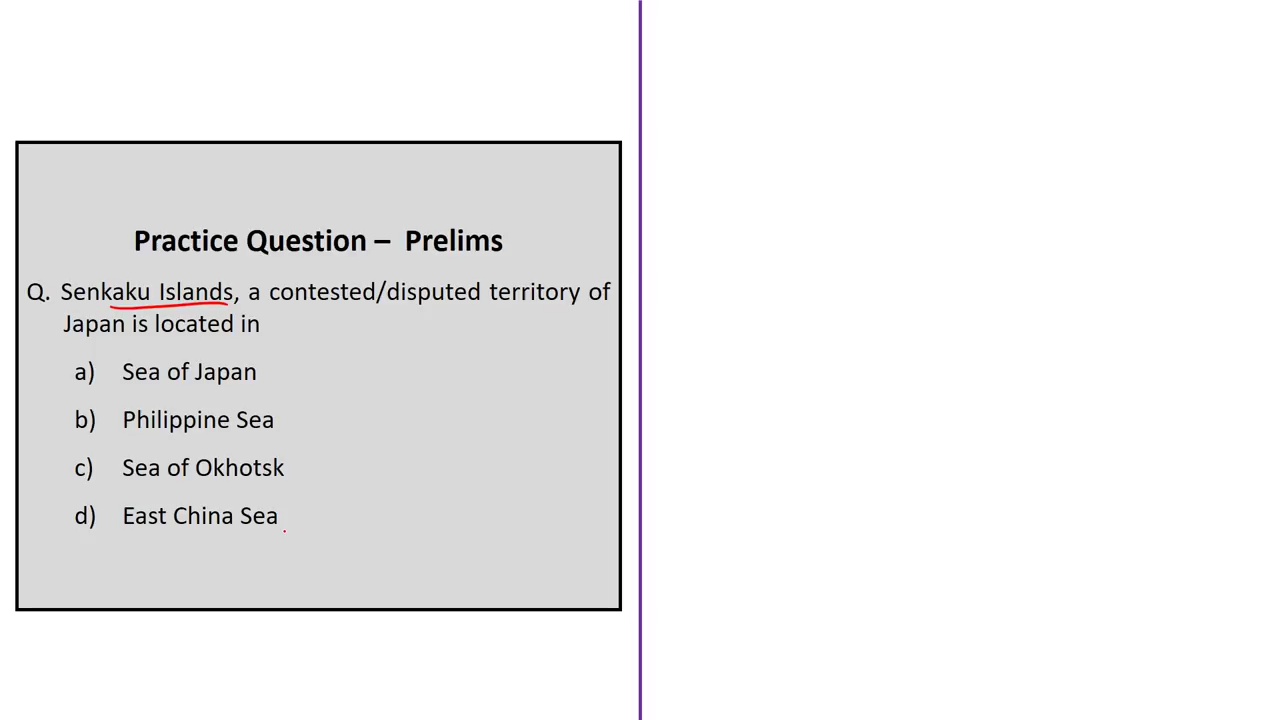 Practice Question – Prelims
Q. Senkaku Islands, a contested/disputed territory of
Japan is located in
a) Sea of Japan
b) Philippine Sea
c) Sea of Okhotsk
d) East China Sea